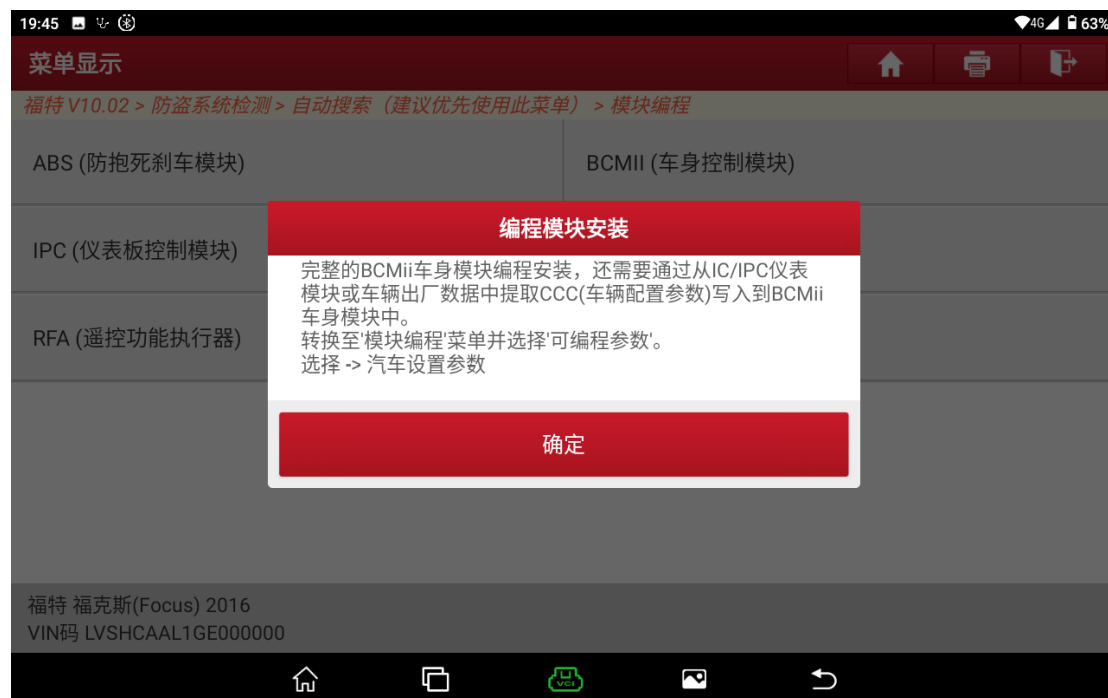 19:45
4G 63%
菜单显示
福特 V10.02 > 防盗系统检测 > 自动搜索（建议优先使用此菜单） > 模块编程
ABS (防抱死刹车模块)
BCMII (车身控制模块)
IPC (仪表板控制模块)
RFA (遥控功能执行器)
编程模块安装
完整的BCMii车身模块编程安装，还需要通过从IC/IPC仪表
模块或车辆出厂数据中提取CCC(车辆配置参数)写入到BCMii
车身模块中。
转换至'模块编程'菜单并选择'可编程参数'。
选择 -> 汽车设置参数
确定
福特 福克斯(Focus) 2016
VIN码 LVSHCAAL1GE000000
VCI